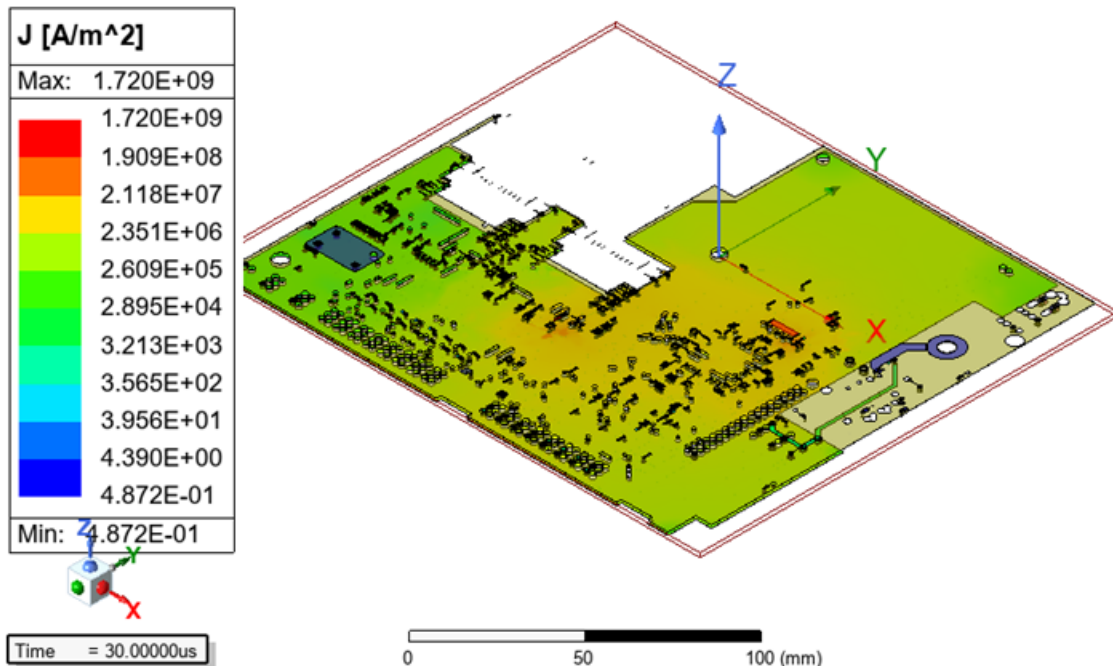 J [A/m^2]
Max: 1.720E+09
1.720E+09
1.909E+08
2.118E+07
2.351E+06
2.609E+05
2.895E+04
3.213E+03
3.565E+02
3.956E+01
4.390E+00
4.872E-01
Min: 4.872E-01
Z
Y
X
Z
Y
X
Time = 30.00000us
0 50 100 (mm)